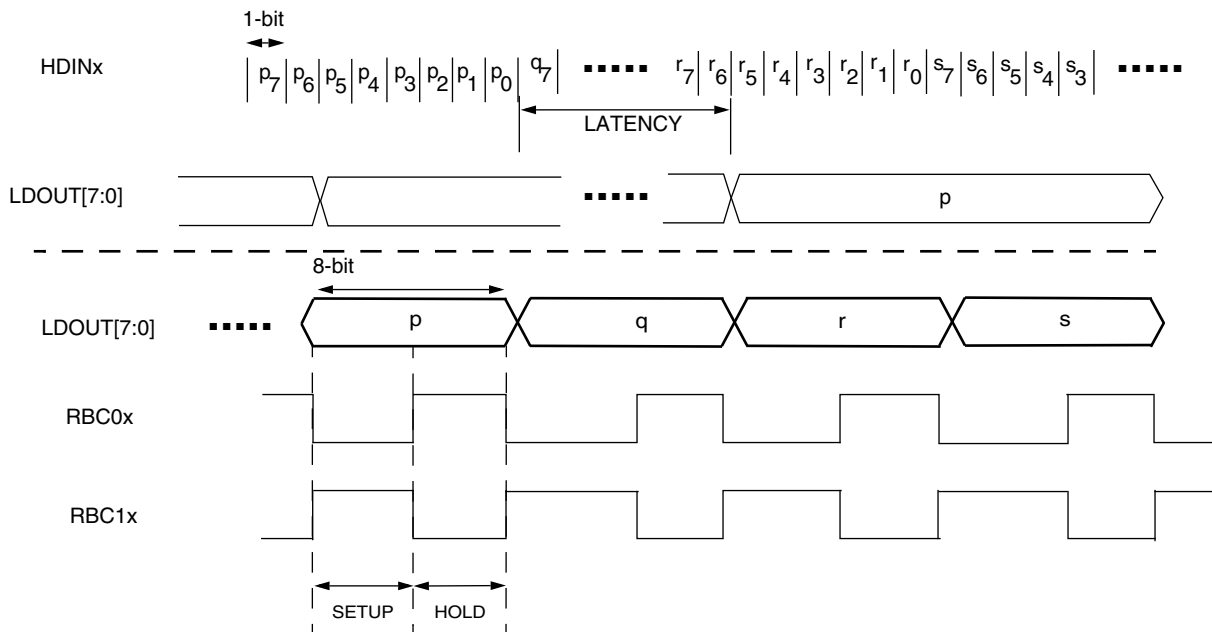 1-bit
HDINx
p7 p6 p5 p4 p3 p2 p1 p0 q7 ..... r7 r6 r5 r4 r3 r2 r1 r0 s7 s6 s5 s4 s3 .....
LATENCY
LDOUT[7:0] ..... p
8-bit
LDOUT[7:0] ..... p q r s
RBC0x
RBC1x
SETUP HOLD